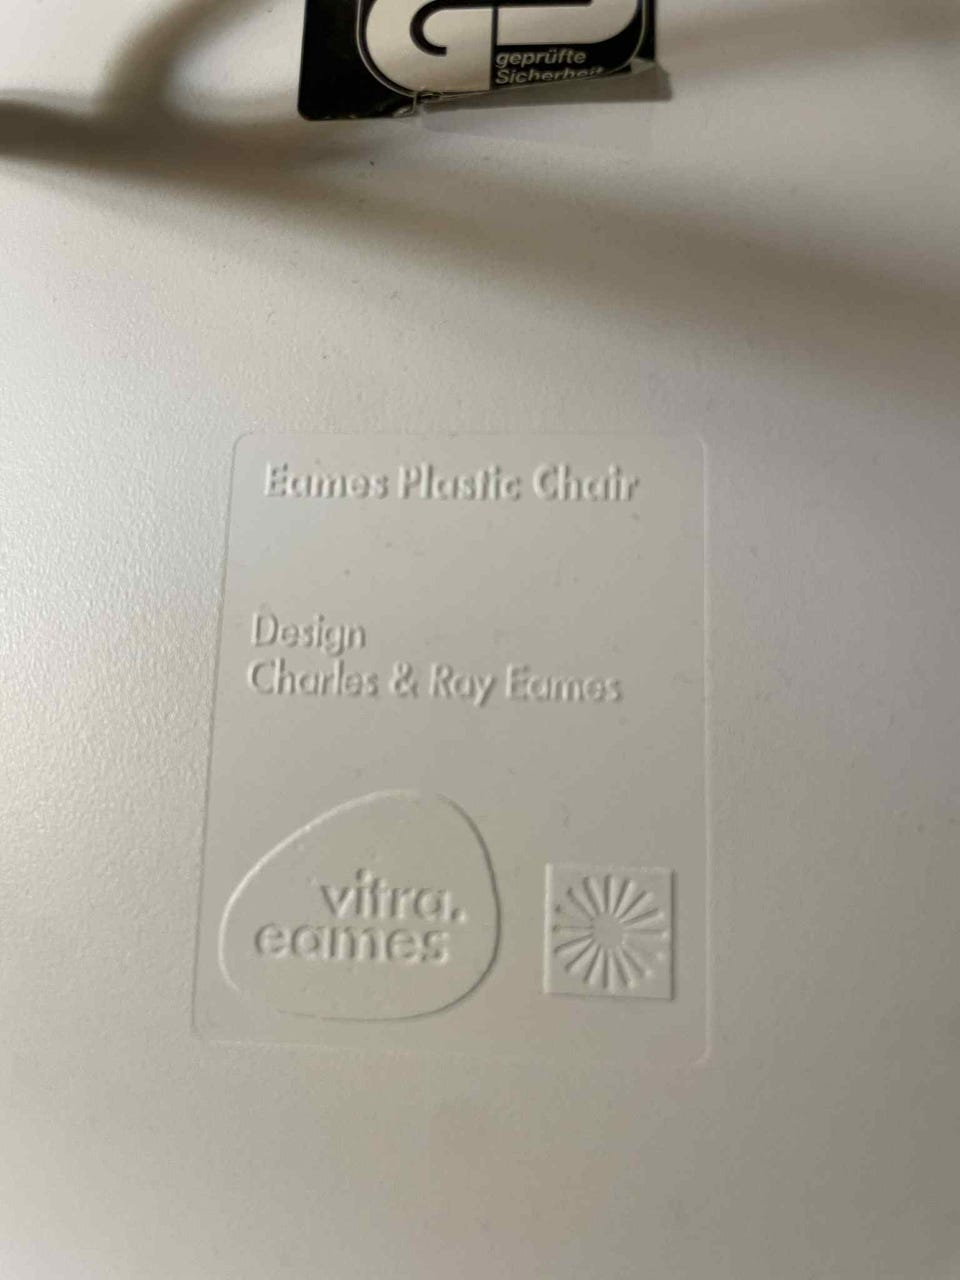 geprüfte
Sicherheit
Eames Plastic Chair
Design
Charles & Ray Eames
vitra.
eames